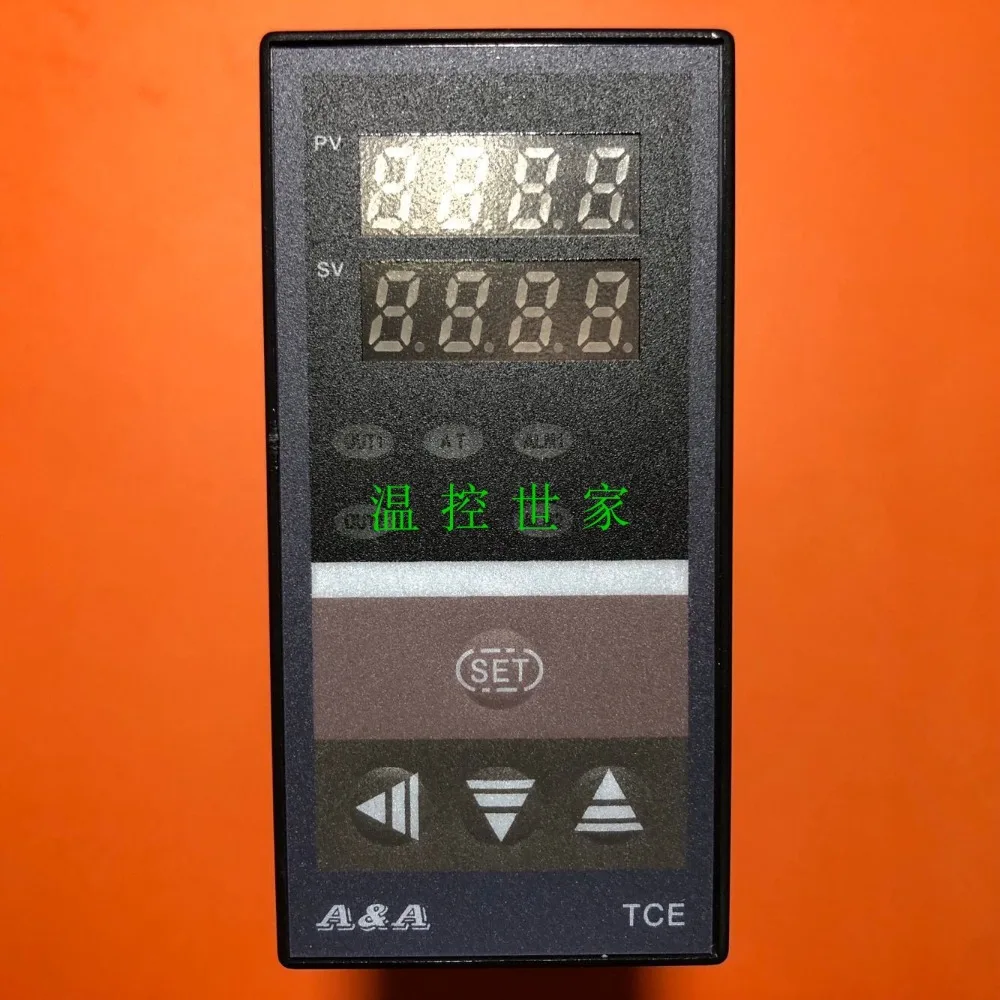 PV
SV
OUT1 AT ALM1
温控世家
SET
A&A TCE